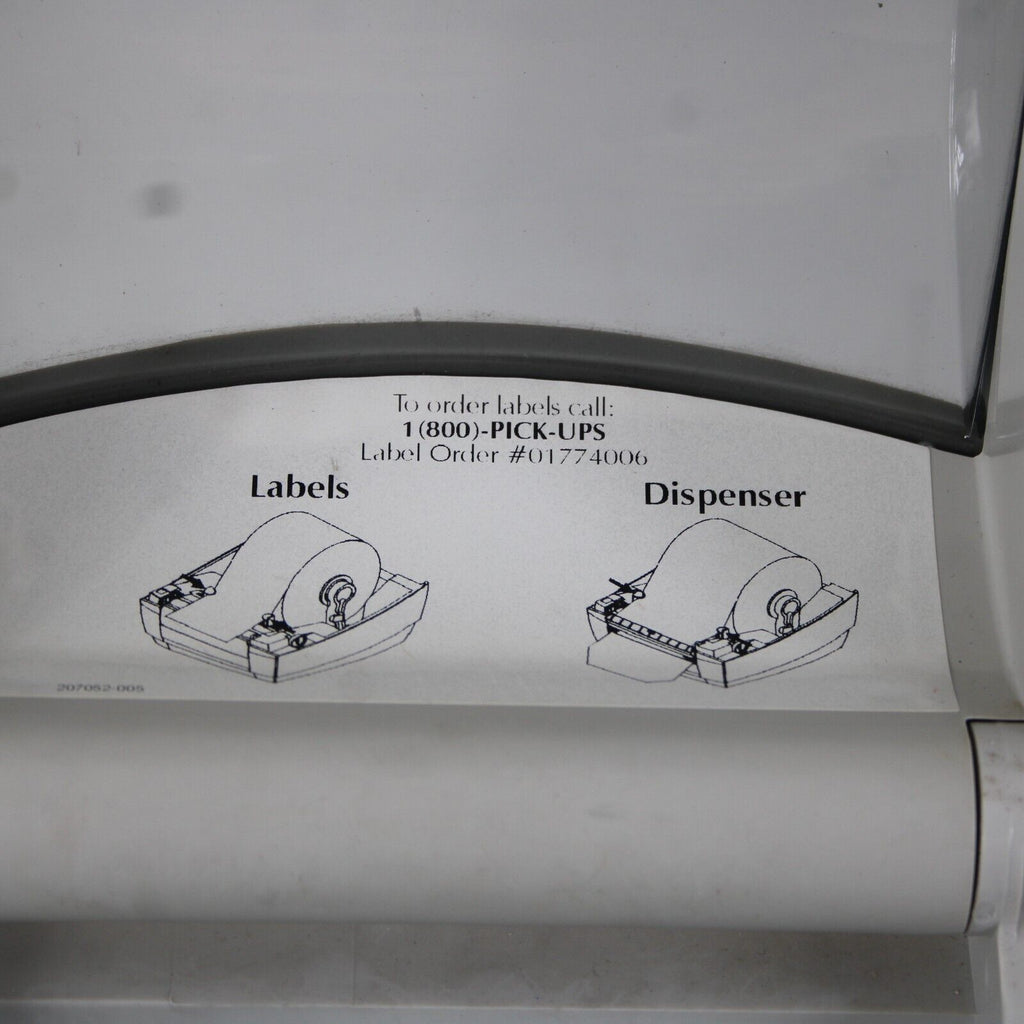 To order labels call:
1(800)-PICK-UPS
Label Order #01774006
Labels
Dispenser
207052-005